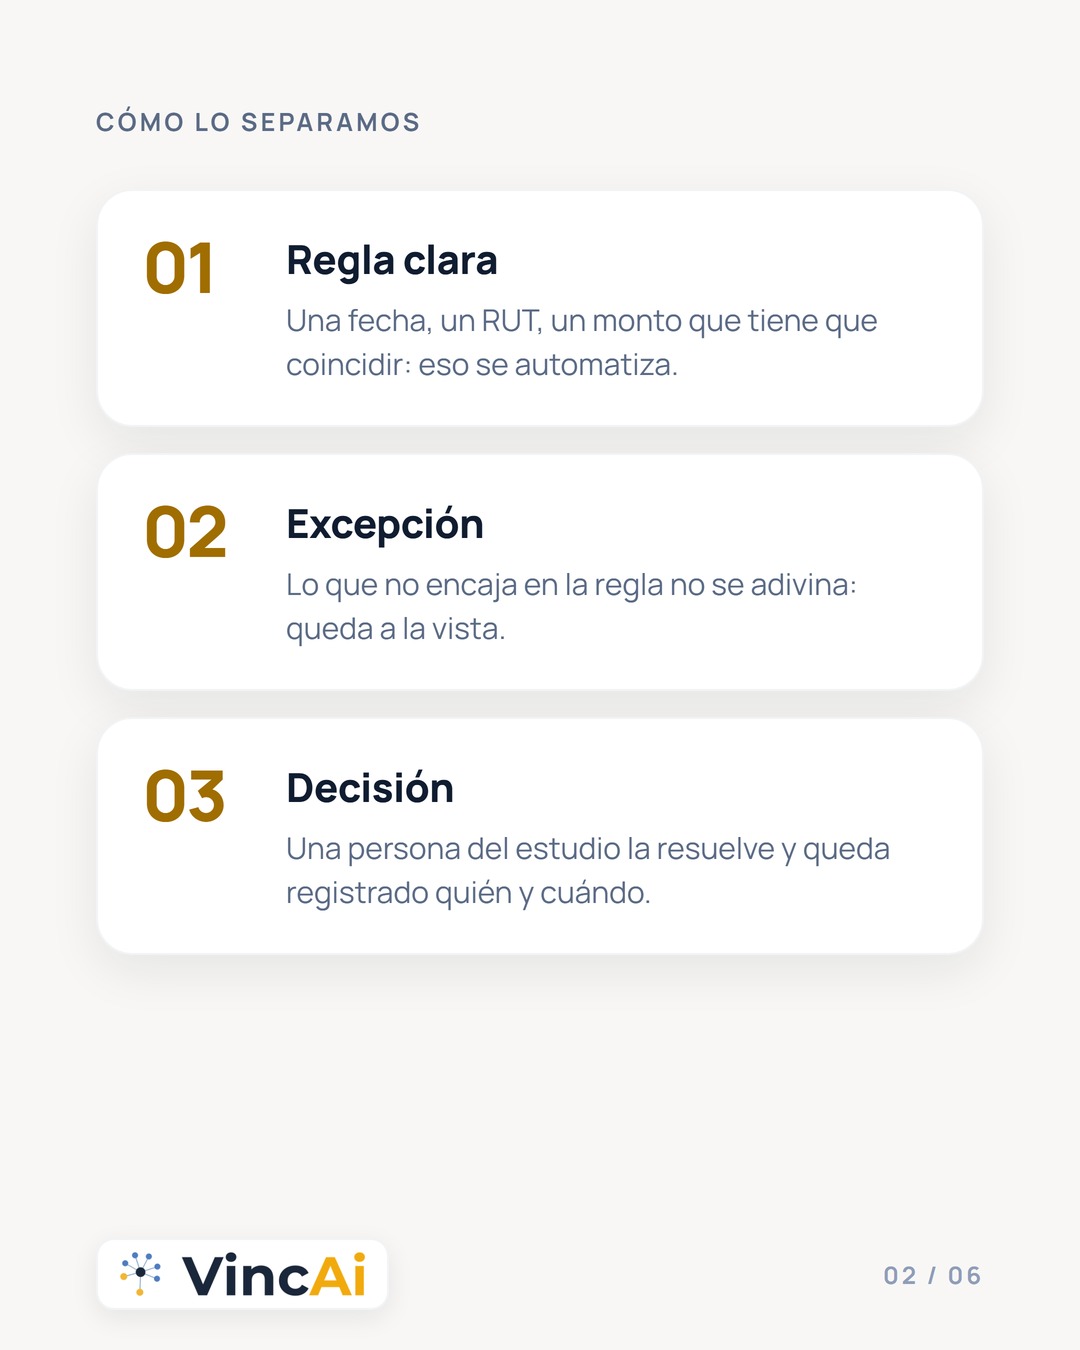 CÓMO LO SEPARAMOS
01
Regla clara
Una fecha, un RUT, un monto que tiene que
coincidir: eso se automatiza.
02
Excepción
Lo que no encaja en la regla no se adivina:
queda a la vista.
03
Decisión
Una persona del estudio la resuelve y queda
registrado quién y cuándo.
VincAi
02 / 06